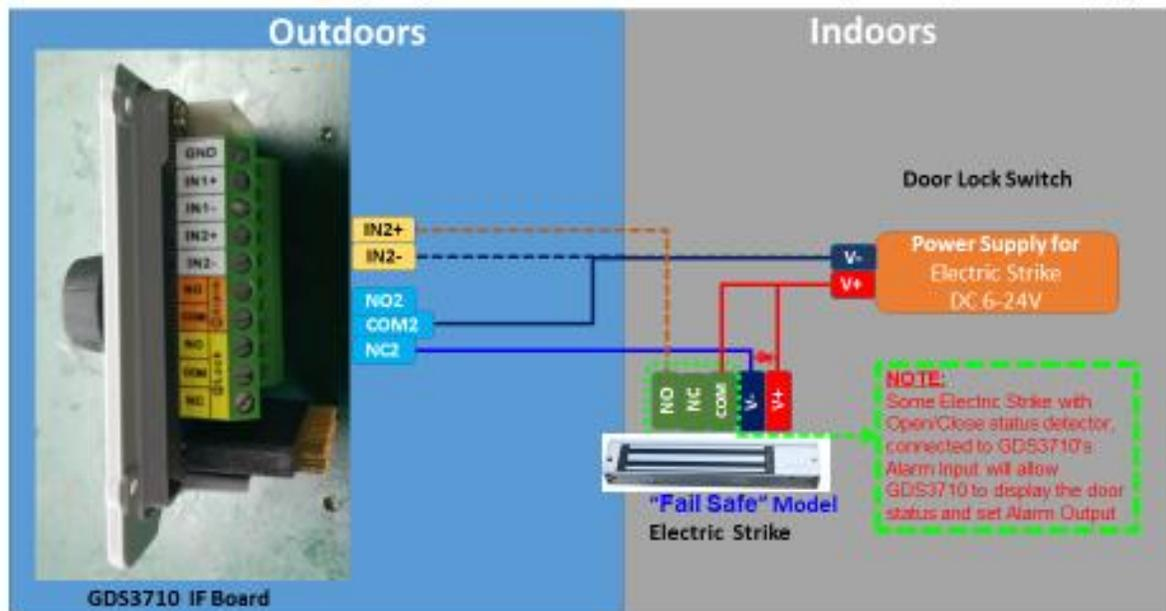 Outdoors
Indoors
GND
IN1+
IN1-
IN2+
IN2-
NO
COM
NO
COM
NC
IN2+
IN2-
NO2
COM2
NC2
Door Lock Switch
V-
V+
Power Supply for
Electric Strike
DC 6-24V
NO
NC
COM
V-
V+
NOTE:
Some Electric Strike with
Open/Close status detector,
connected to GDS3710's
Alarm Input will allow
GDS3710 to display the door
status and set Alarm Output
"Fail Safe" Model
Electric Strike
GDS3710 IF Board